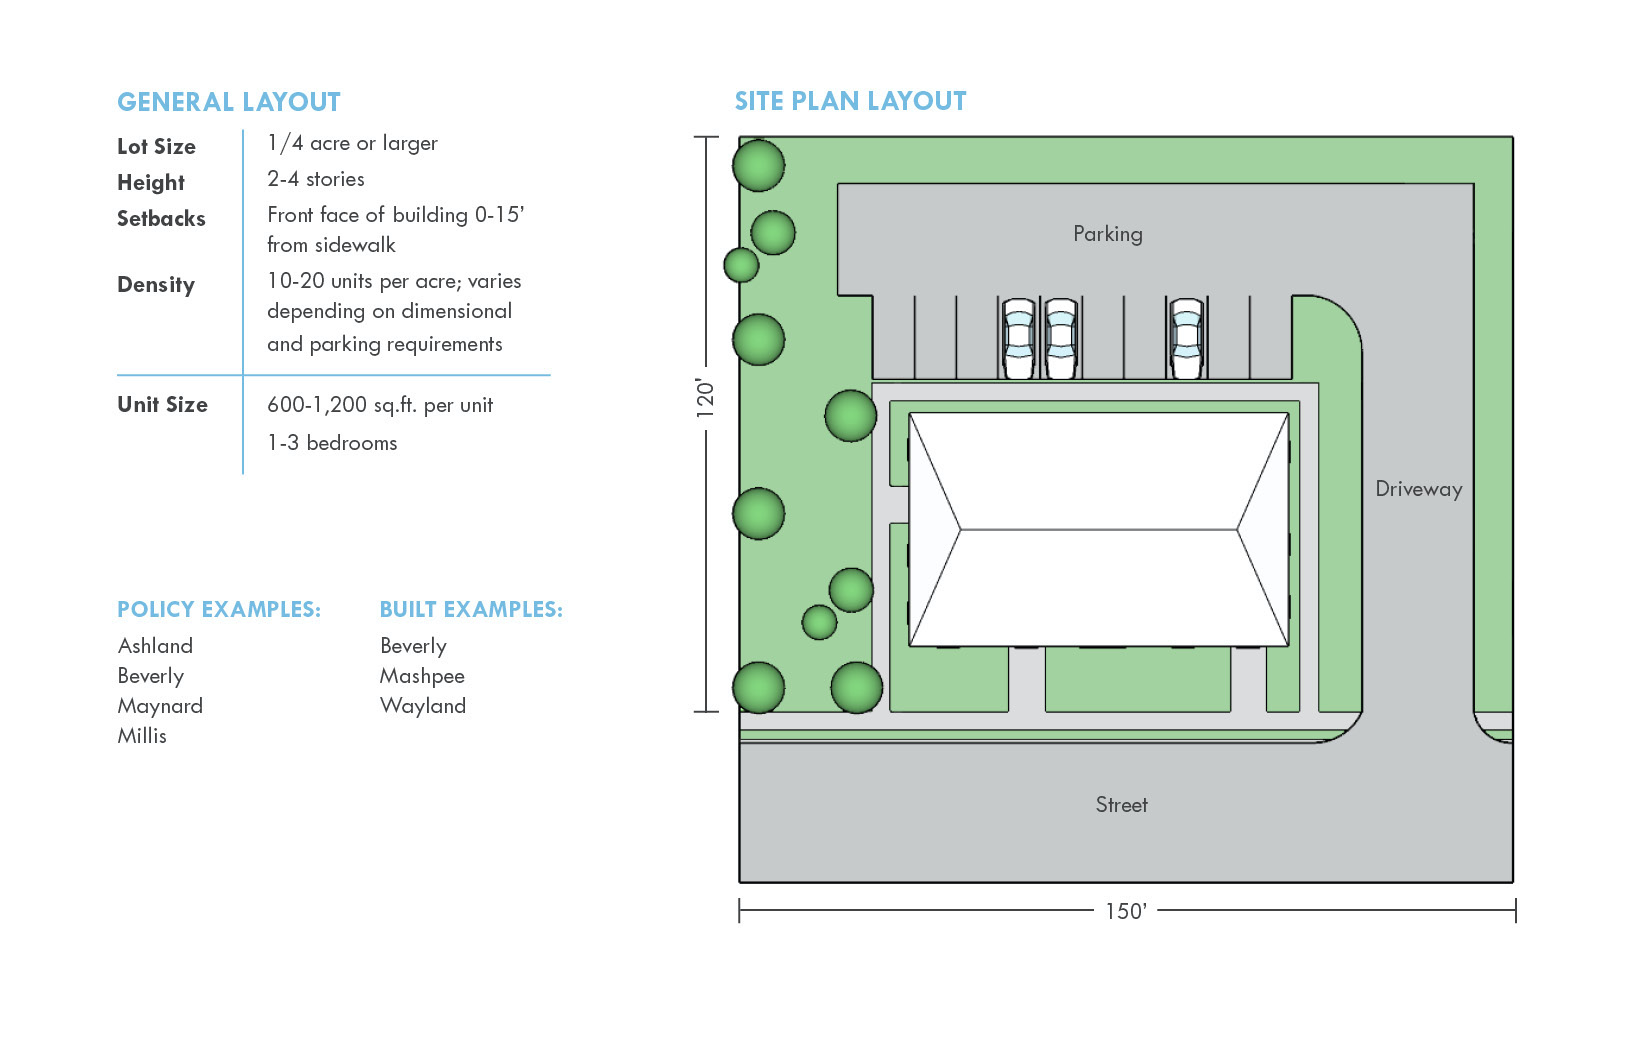 GENERAL LAYOUT
Lot Size 1/4 acre or larger
Height 2-4 stories
Setbacks Front face of building 0-15’
from sidewalk
Density 10-20 units per acre; varies
depending on dimensional
and parking requirements
Unit Size 600-1,200 sq.ft. per unit
1-3 bedrooms
POLICY EXAMPLES:
Ashland
Beverly
Maynard
Millis
BUILT EXAMPLES:
Beverly
Mashpee
Wayland
SITE PLAN LAYOUT
120'
Parking
Driveway
Street
150’